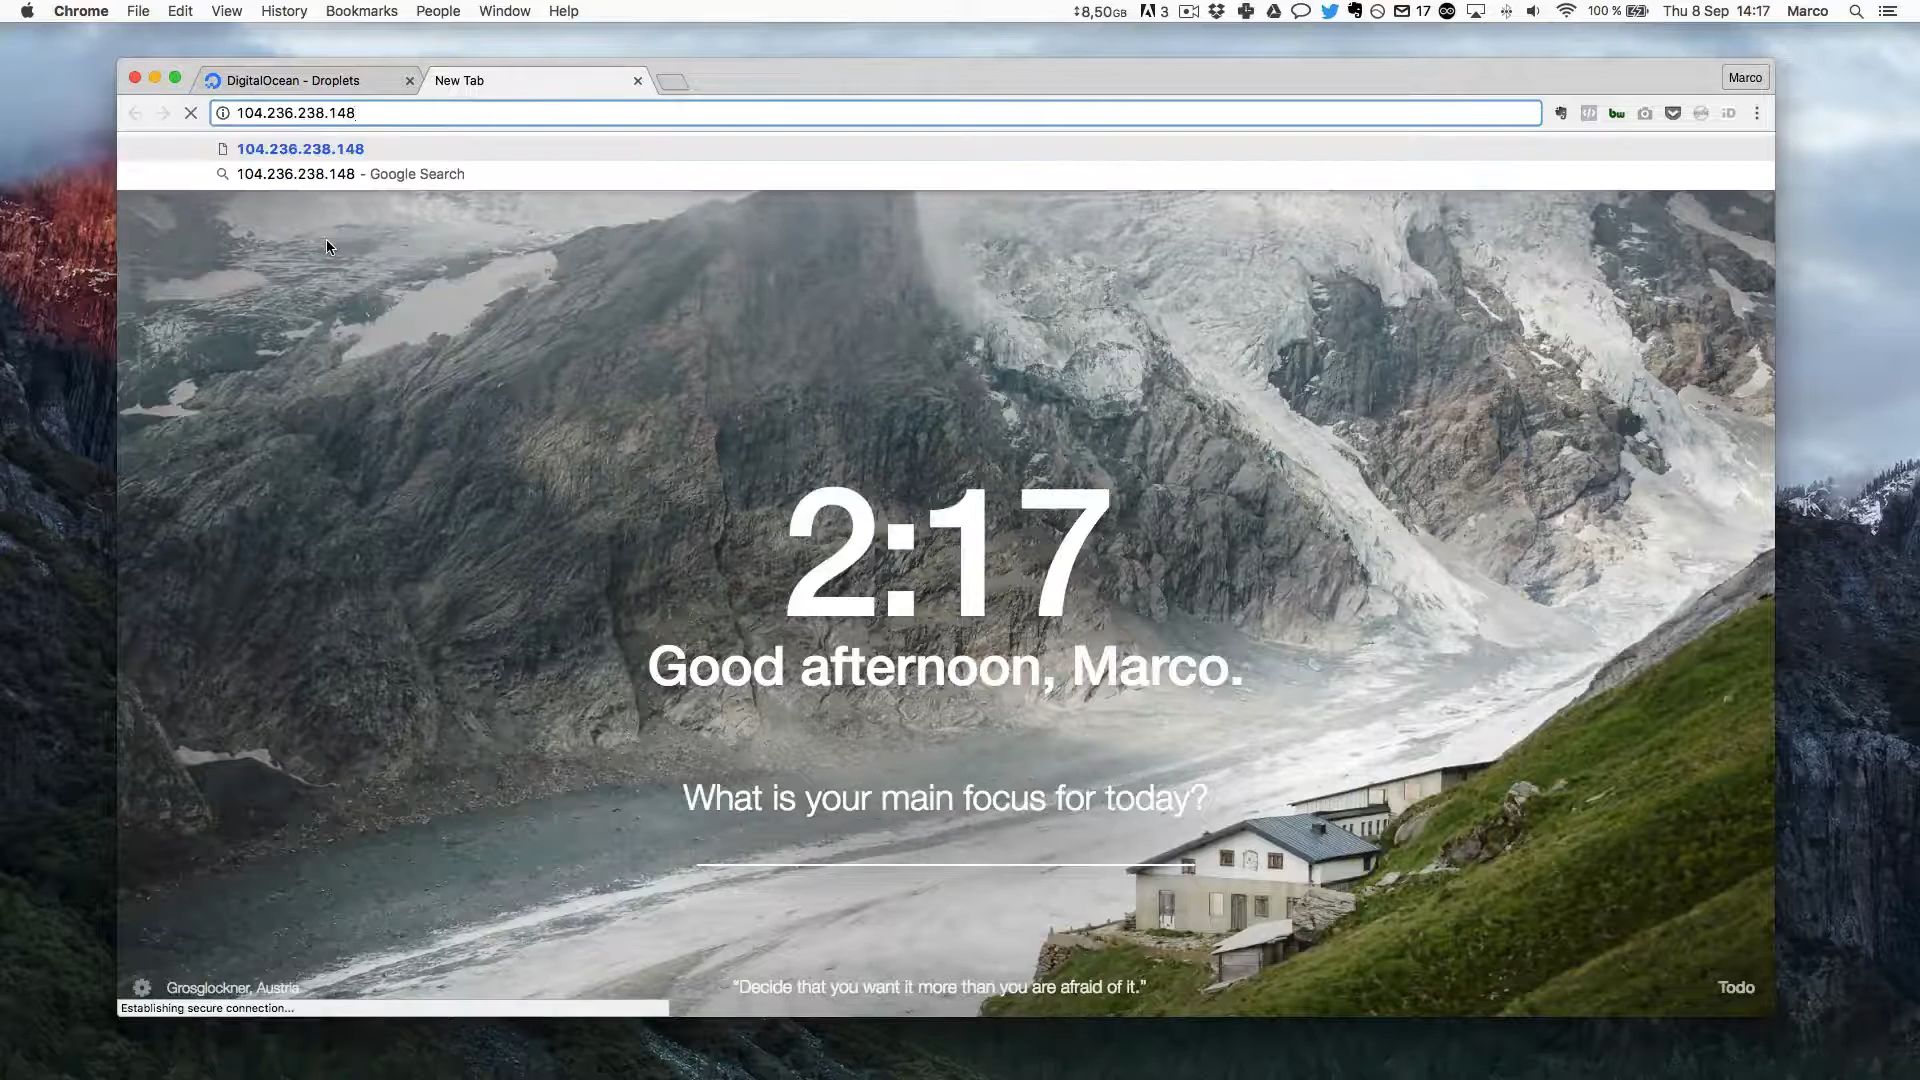 Chrome File Edit View History Bookmarks People Window Help 8,50GB 3 17 100 % Thu 8 Sep 14:17 Marco
DigitalOcean - Droplets New Tab Marco
104.236.238.148 bw iD
104.236.238.148
104.236.238.148 - Google Search
2:17
Good afternoon, Marco.
What is your main focus for today?
Grosglockner, Austria "Decide that you want it more than you are afraid of it." Todo
Establishing secure connection...